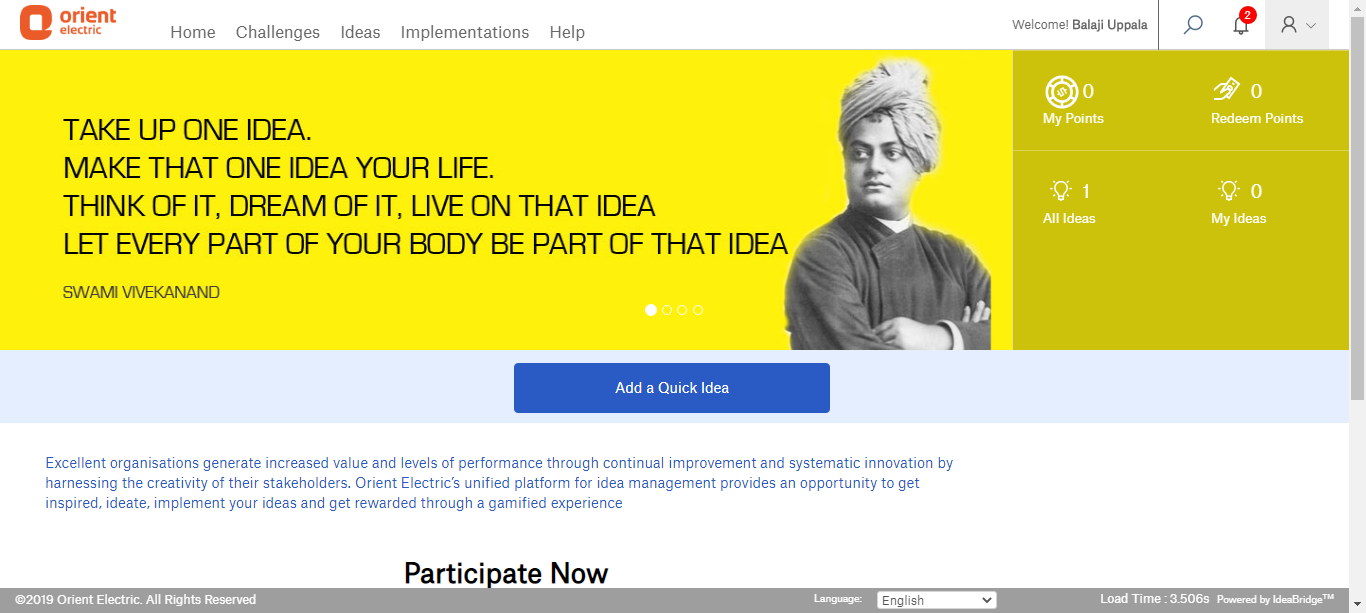 orient
electric
Home Challenges Ideas Implementations Help
Welcome! Balaji Uppala
2
TAKE UP ONE IDEA.
MAKE THAT ONE IDEA YOUR LIFE.
THINK OF IT, DREAM OF IT, LIVE ON THAT IDEA
LET EVERY PART OF YOUR BODY BE PART OF THAT IDEA
SWAMI VIVEKANAND
0
My Points
0
Redeem Points
1
All Ideas
0
My Ideas
Add a Quick Idea
Excellent organisations generate increased value and levels of performance through continual improvement and systematic innovation by
harnessing the creativity of their stakeholders. Orient Electric’s unified platform for idea management provides an opportunity to get
inspired, ideate, implement your ideas and get rewarded through a gamified experience
Participate Now
©2019 Orient Electric. All Rights Reserved
Language: English
Load Time : 3.506s Powered by IdeaBridge™